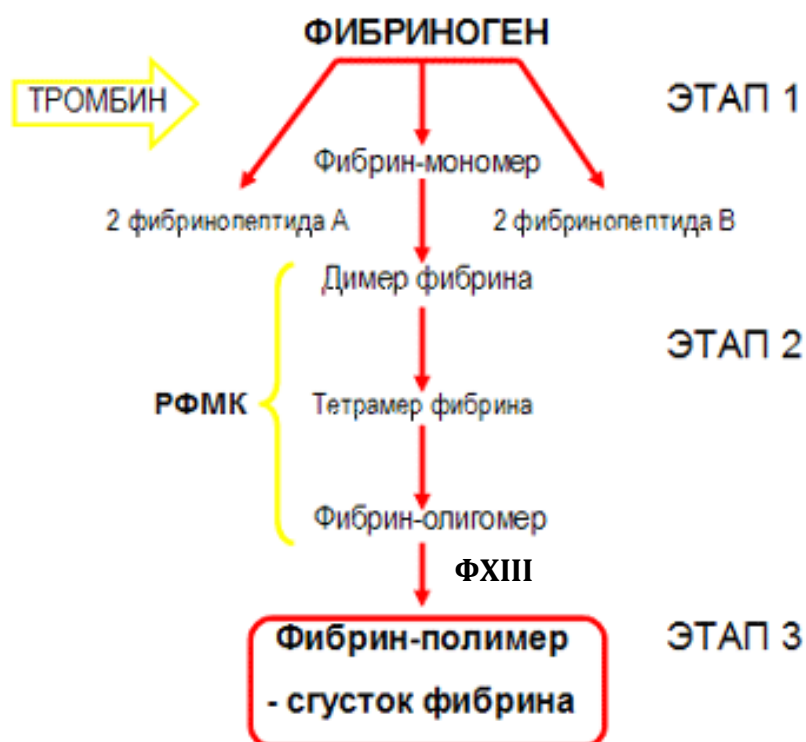 ФИБРИНОГЕН
ТРОМБИН
ЭТАП 1
Фибрин-мономер
2 фибринопептида А
2 фибринопептида В
Димер фибрина
ЭТАП 2
РФМК
Тетрамер фибрина
Фибрин-олигомер
ФXIII
Фибрин-полимер
- сгусток фибрина
ЭТАП 3